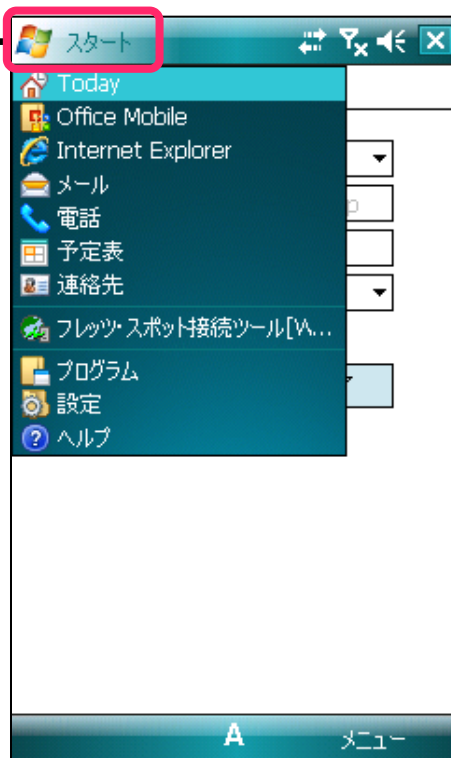 スタート
Today
Office Mobile
Internet Explorer
メール
電話
予定表
連絡先
フレッツ・スポット接続ツール[W...
プログラム
設定
ヘルプ
A
メニュー